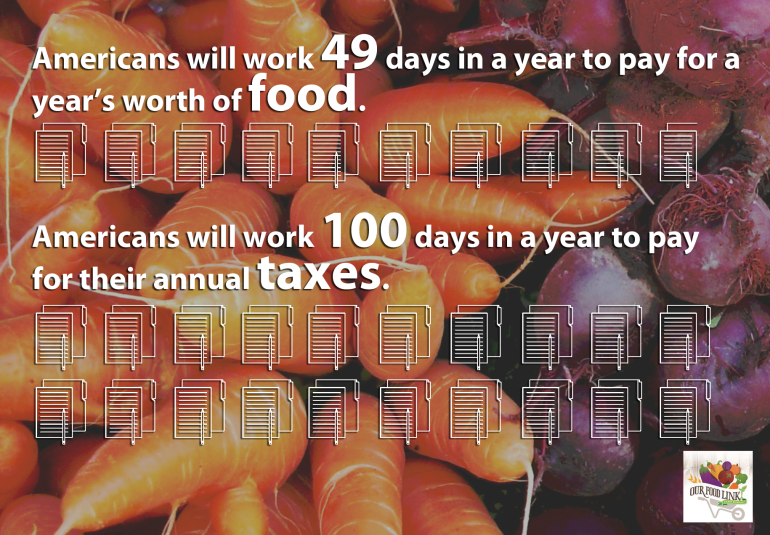 Americans will work 49 days in a year to pay for a
year's worth of food.
Americans will work 100 days in a year to pay
for their annual taxes.
OUR FOOD LINK